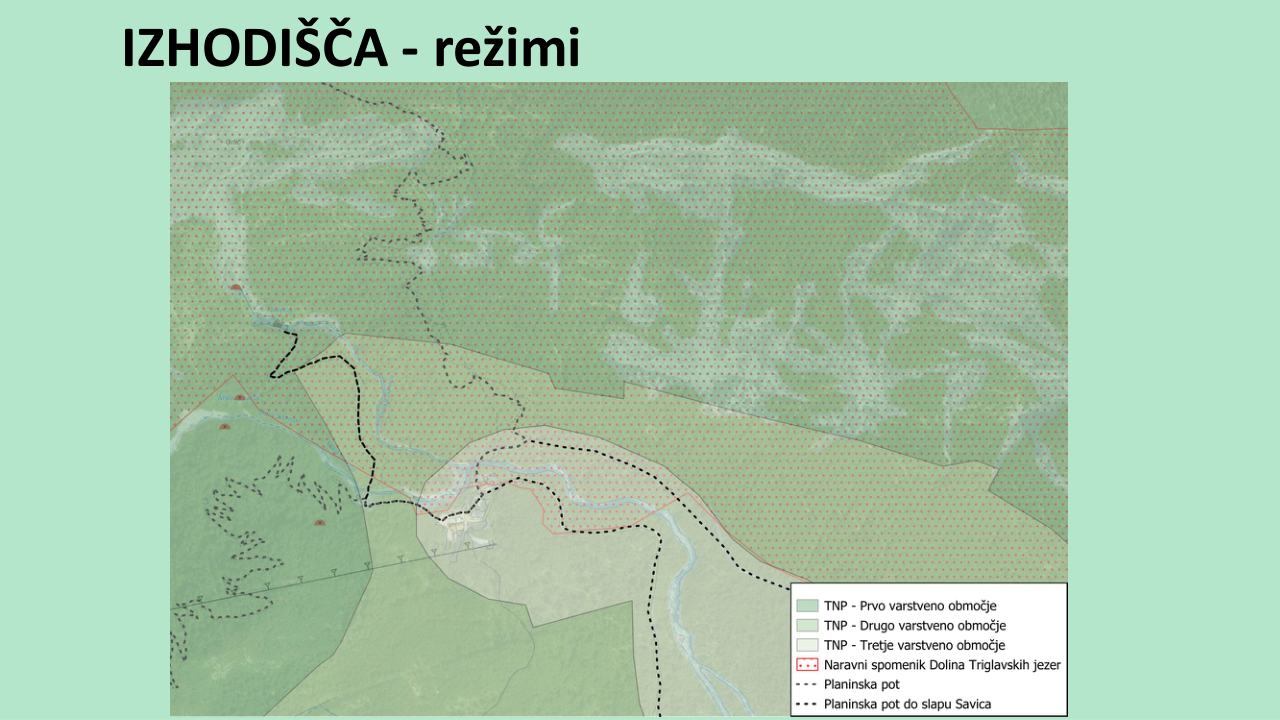 IZHODIŠČA - režimi
TNP - Prvo varstveno območje
TNP - Drugo varstveno območje
TNP - Tretje varstveno območje
Naravni spomenik Dolina Triglavskih jezer
Planinska pot
Planinska pot do slapu Savica